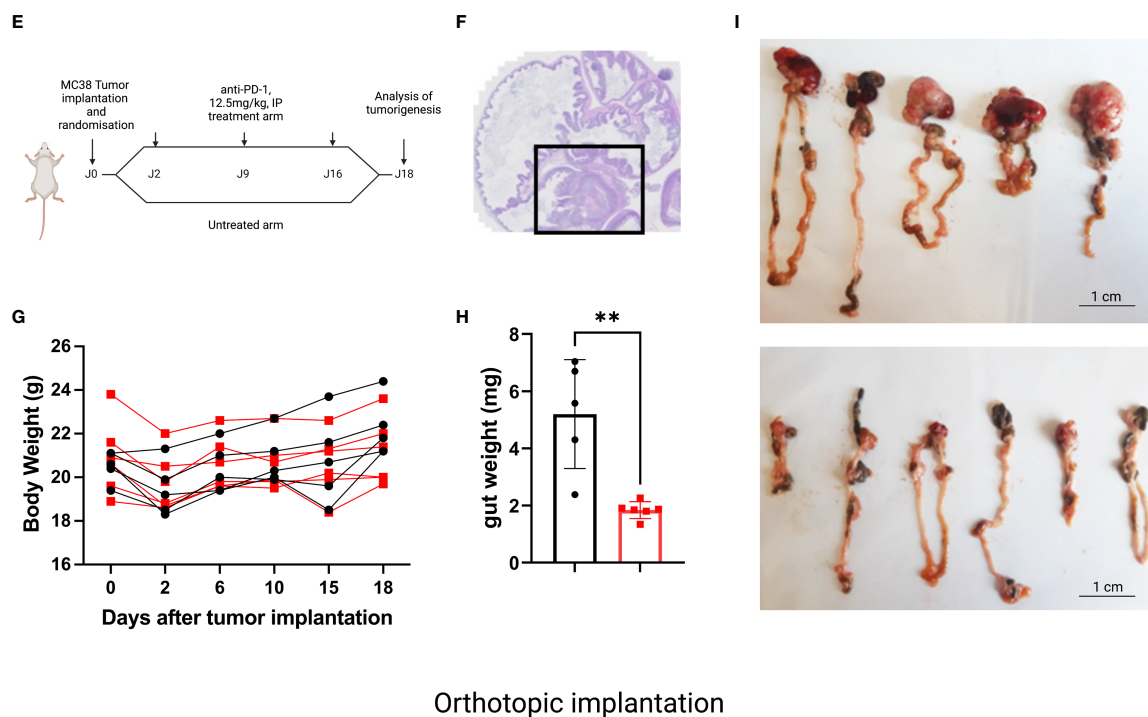 E
MC38 Tumor
implantation
and
randomisation
anti-PD-1,
12.5mg/kg, IP
treatment arm
Analysis of
tumorigenesis
J0
J2
J9
J16
J18
Untreated arm
F
G
26
24
22
20
18
16
Body Weight (g)
0 2 6 10 15 18
Days after tumor implantation
H
**
8
6
4
2
0
gut weight (mg)
I
1 cm
1 cm
Orthotopic implantation